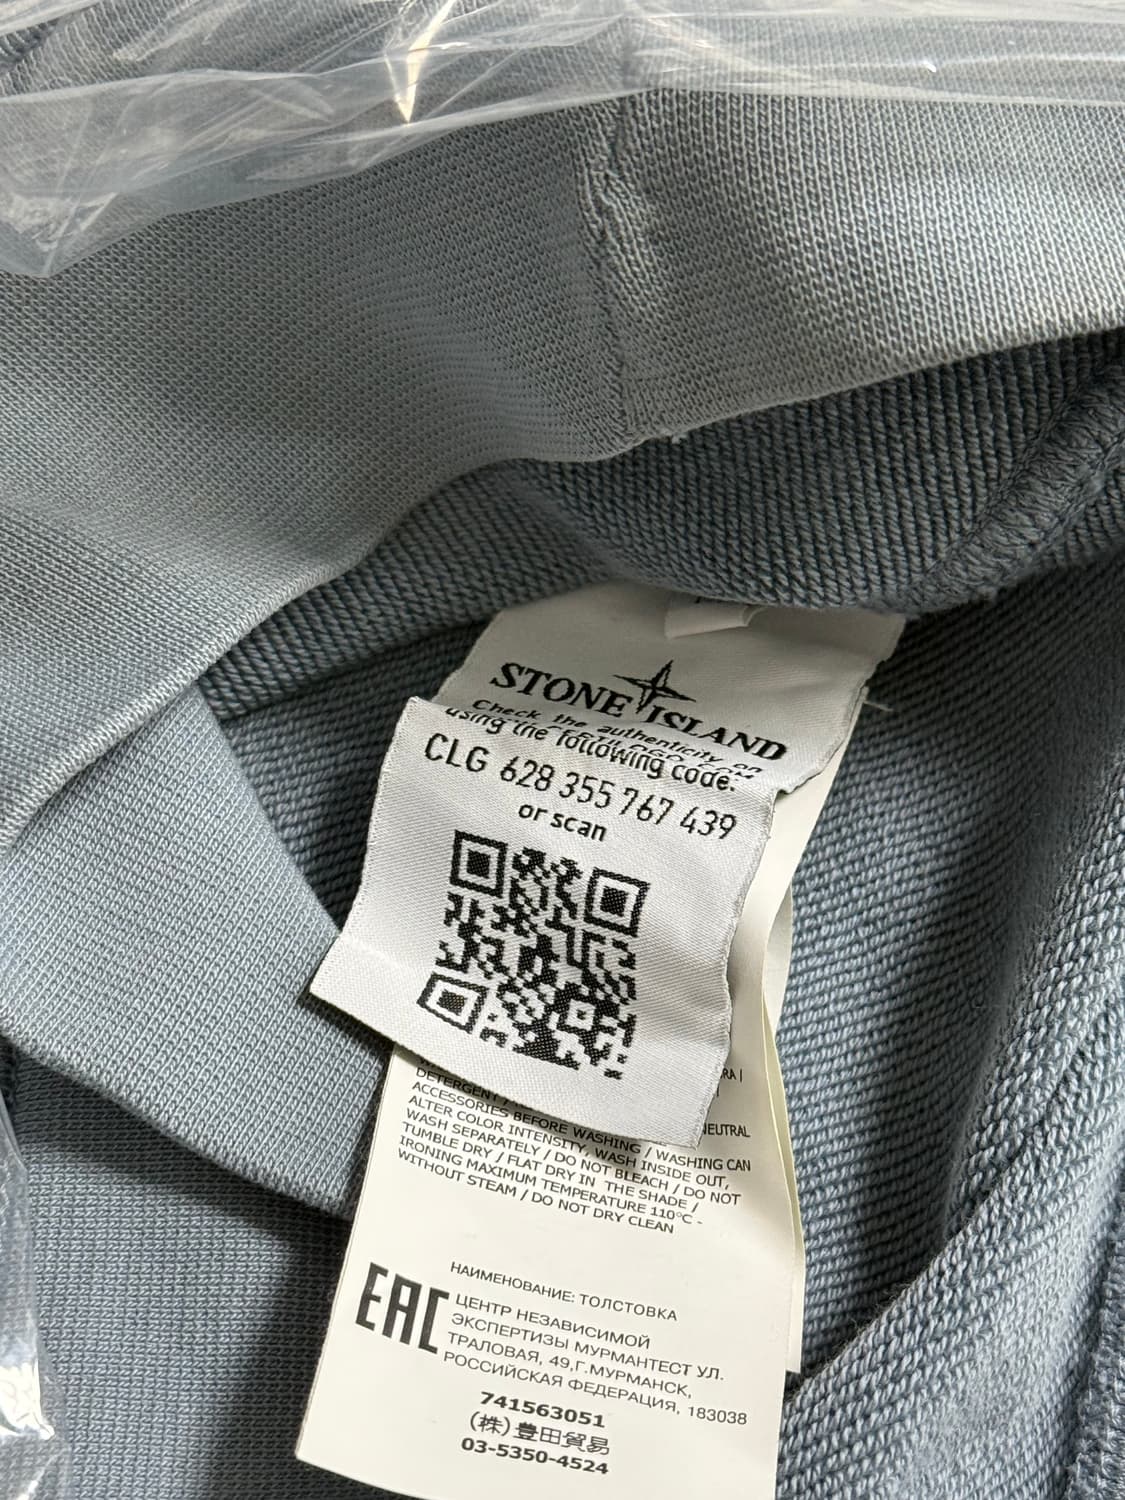 STONE ISLAND
Check the authenticity on
using the following code:
CLG 628 355 767 439
or scan
RA |
NEUTRAL
DETERGENT
ACCESSORIES BEFORE WASHING / WASHING CAN
ALTER COLOR INTENSITY, WASH INSIDE OUT,
WASH SEPARATELY / DO NOT BLEACH / DO NOT
TUMBLE DRY / FLAT DRY IN THE SHADE /
IRONING MAXIMUM TEMPERATURE 110°C -
WITHOUT STEAM / DO NOT DRY CLEAN
EAC
НАИМЕНОВАНИЕ: ТОЛСТОВКА
ЦЕНТР НЕЗАВИСИМОЙ
ЭКСПЕРТИЗЫ МУРМАНТЕСТ УЛ.
ТРАЛОВАЯ, 49,Г.МУРМАНСК,
РОССИЙСКАЯ ФЕДЕРАЦИЯ, 183038
741563051
(株)豊田貿易
03-5350-4524